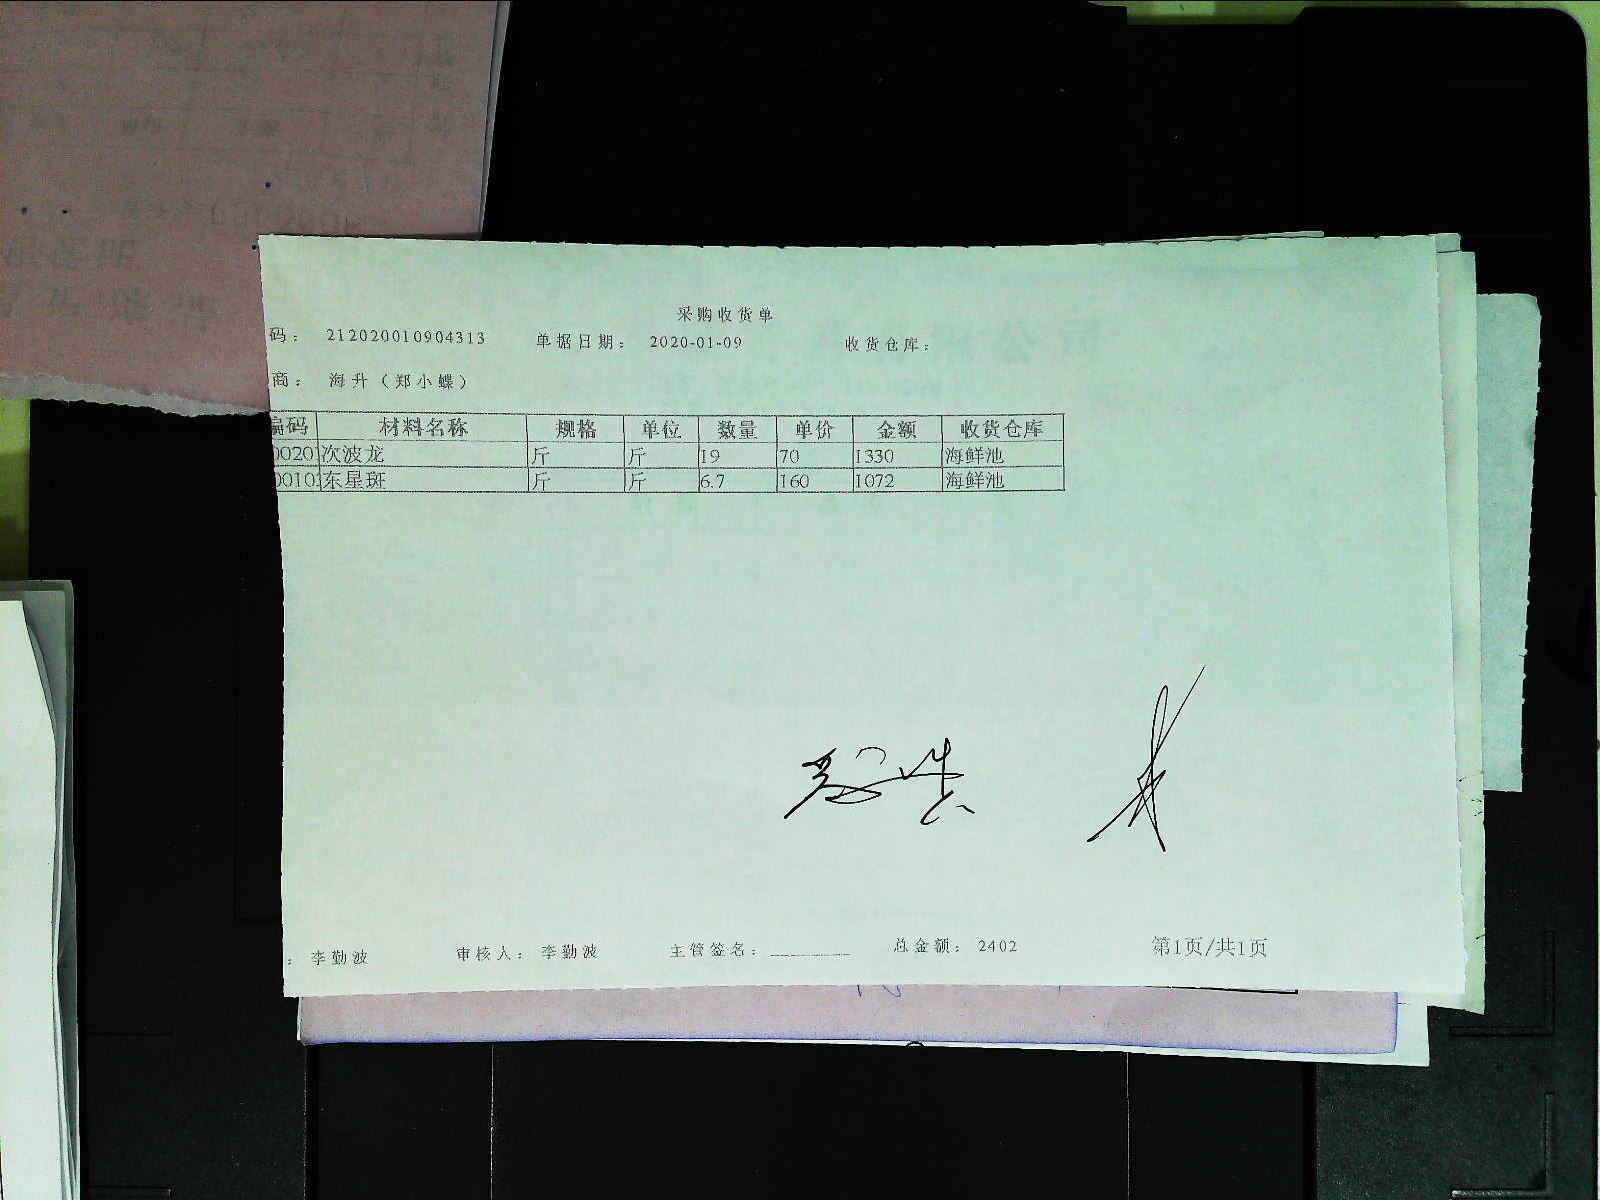 采购收货单
码： 212020010904313 单据日期： 2020-01-09 收货仓库：
商： 海升（郑小蝶）
编码 材料名称 规格 单位 数量 单价 金额 收货仓库
0020 次波龙 斤 斤 19 70 1330 海鲜池
0010 东星斑 斤 斤 6.7 160 1072 海鲜池
： 李勤波 审核人： 李勤波 主管签名：________ 总金额： 2402 第1页/共1页